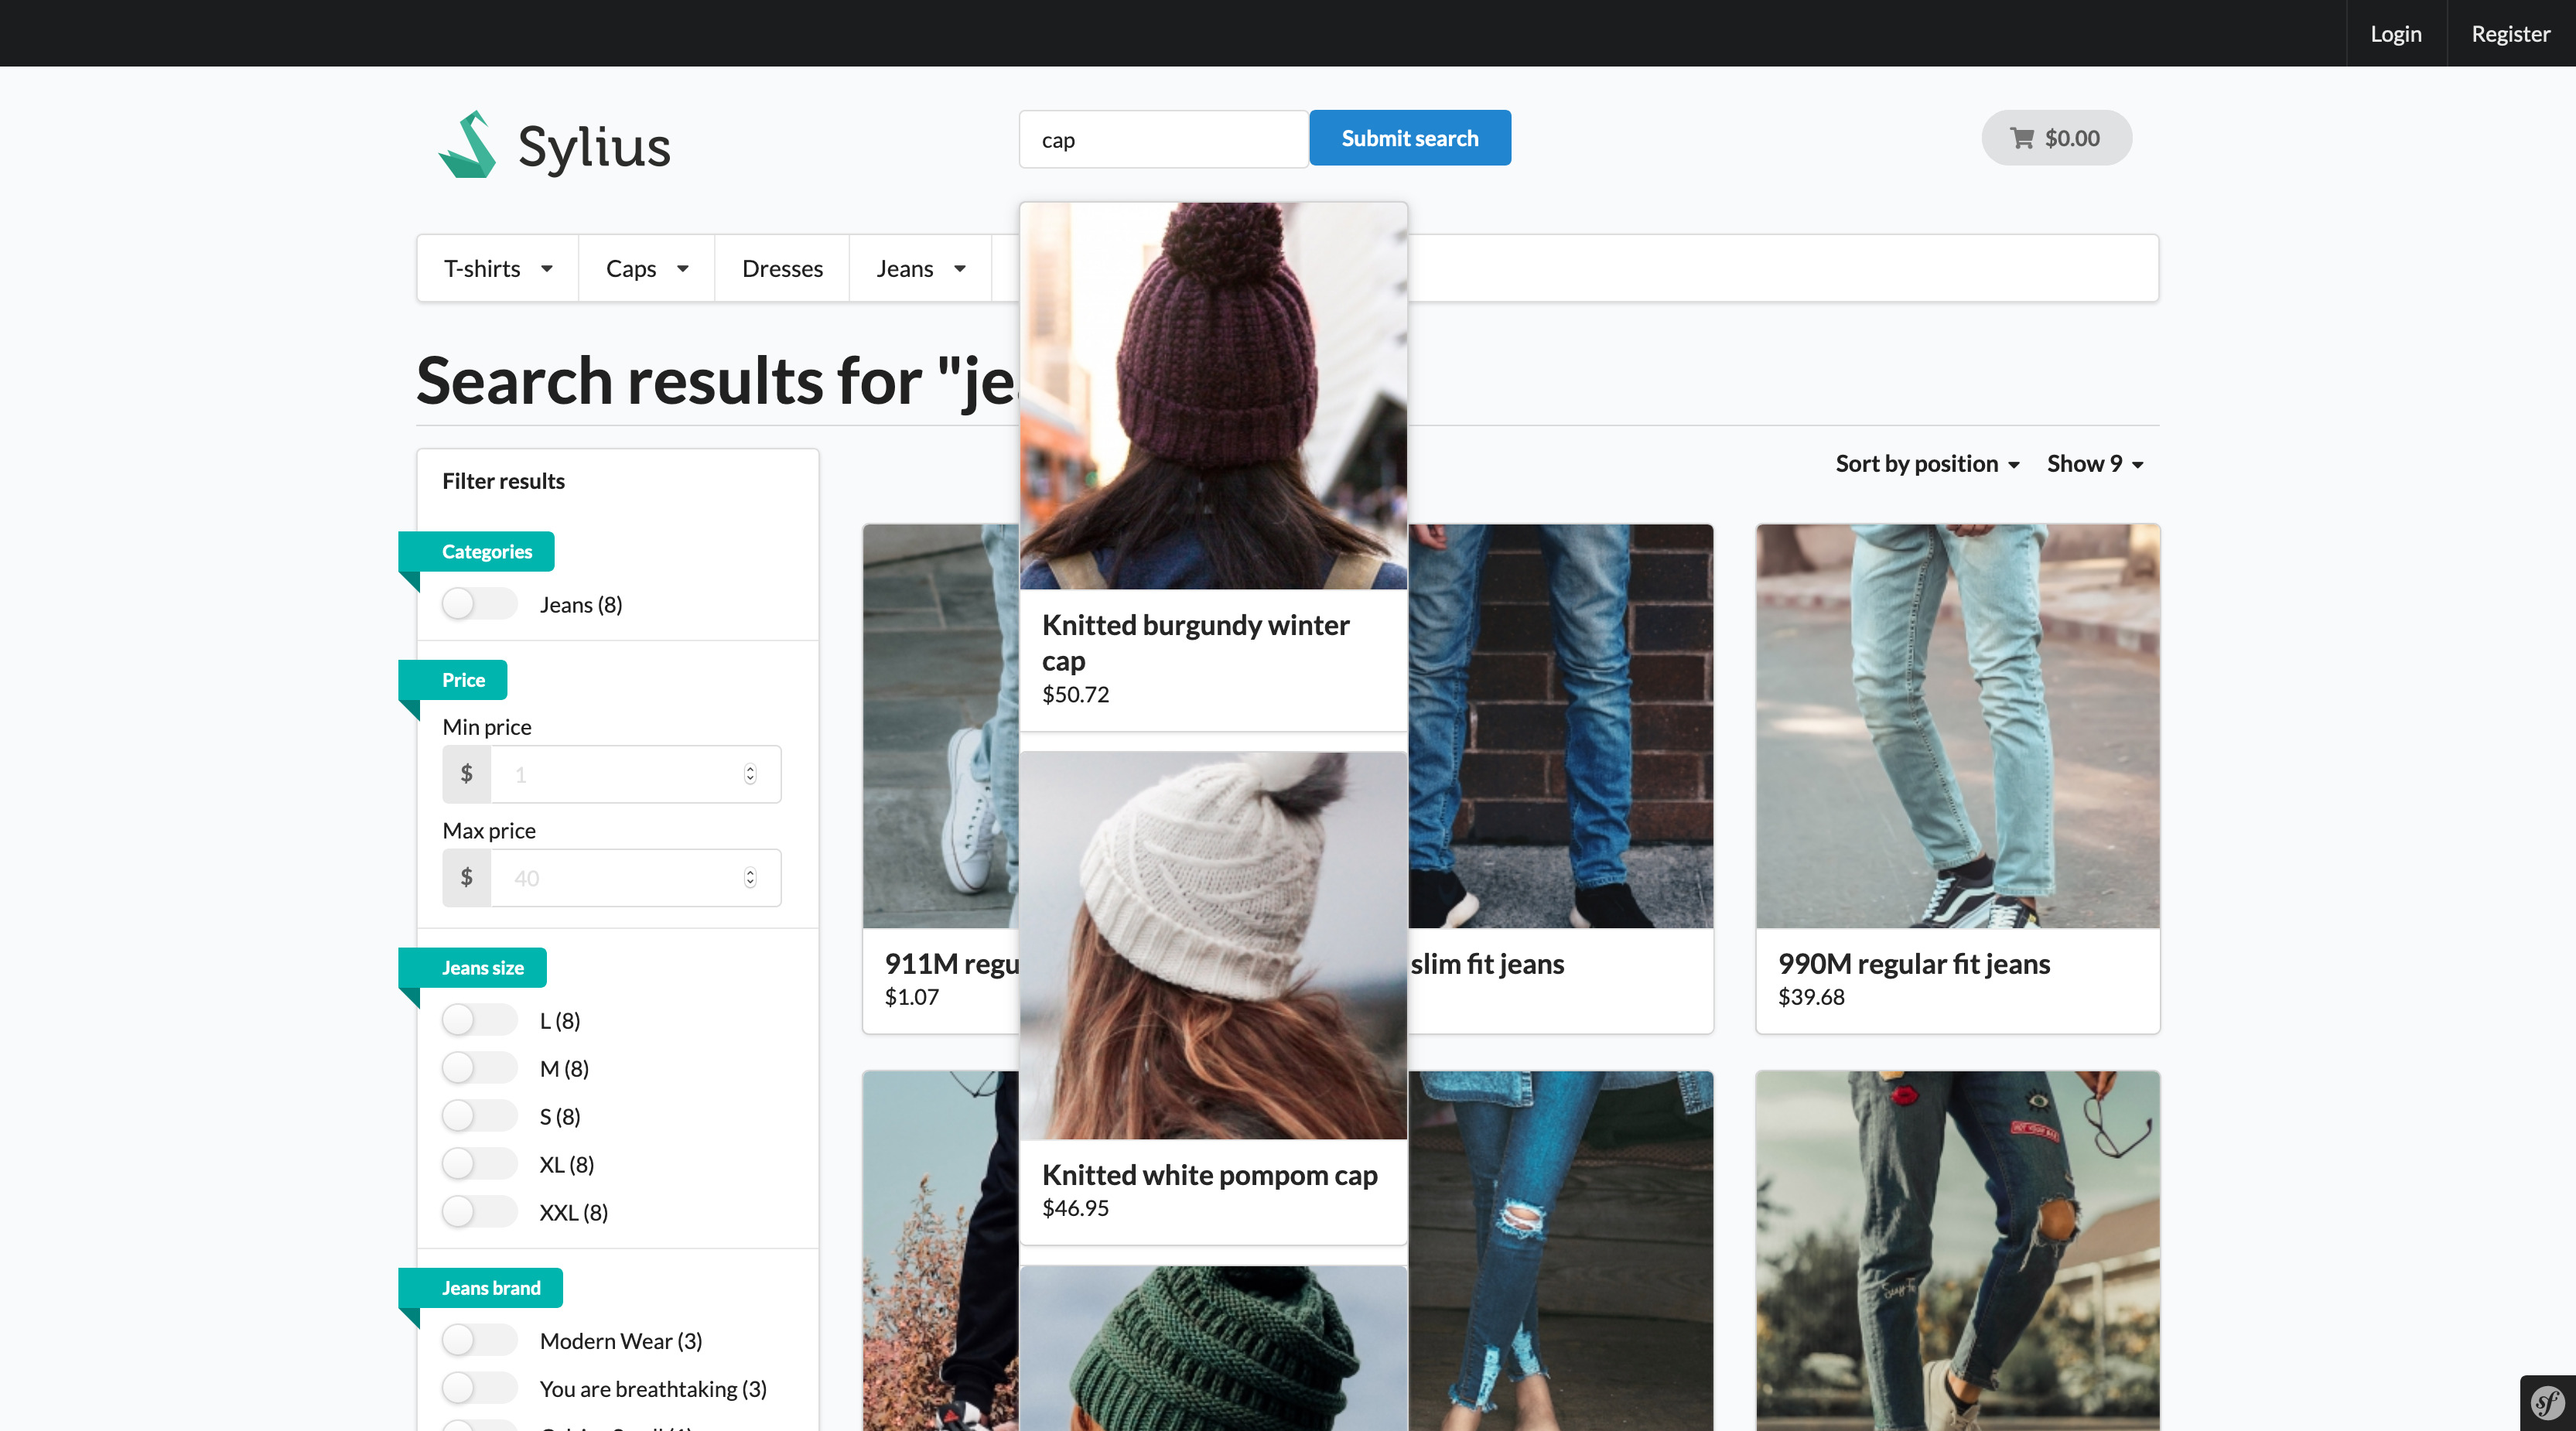 Login
Register
Sylius
cap
Submit search
$0.00
T-shirts
Caps
Dresses
Jeans
Search results for "je
Filter results
Sort by position
Show 9
Categories
Jeans (8)
Price
Min price
$ 1
Max price
$ 40
Jeans size
L (8)
M (8)
S (8)
XL (8)
XXL (8)
Jeans brand
Modern Wear (3)
You are breathtaking (3)
Knitted burgundy winter
cap
$50.72
Knitted white pompom cap
$46.95
911M regu
$1.07
slim fit jeans
990M regular fit jeans
$39.68
sf